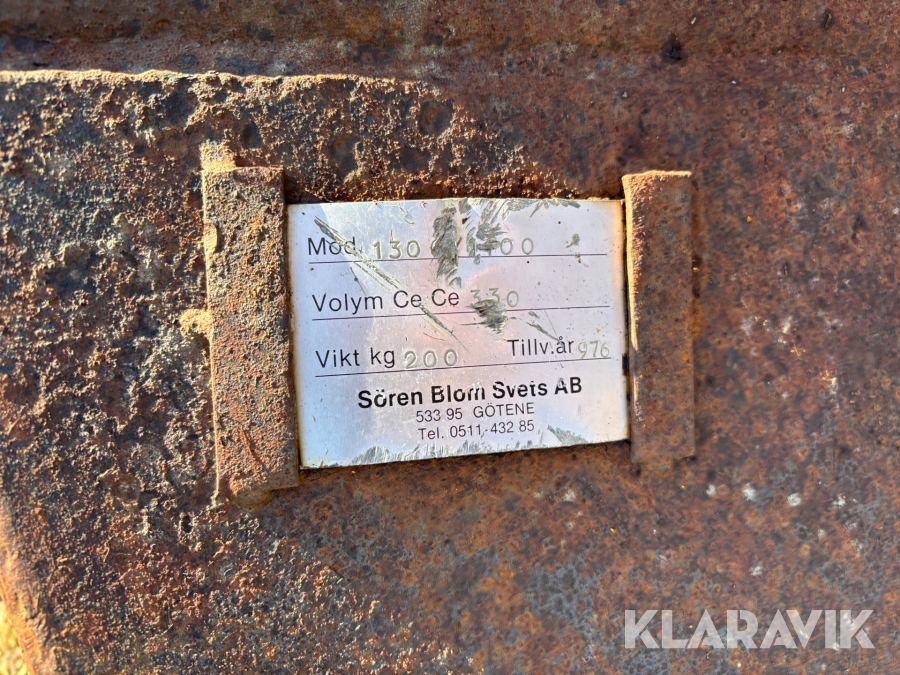 Mod.
Volym Ce Ce 330
Vikt kg 200 Tillv.år 976
Sören Blom Svets AB
533 95 GÖTENE
Tel. 0511-432 85
KLARAVIK